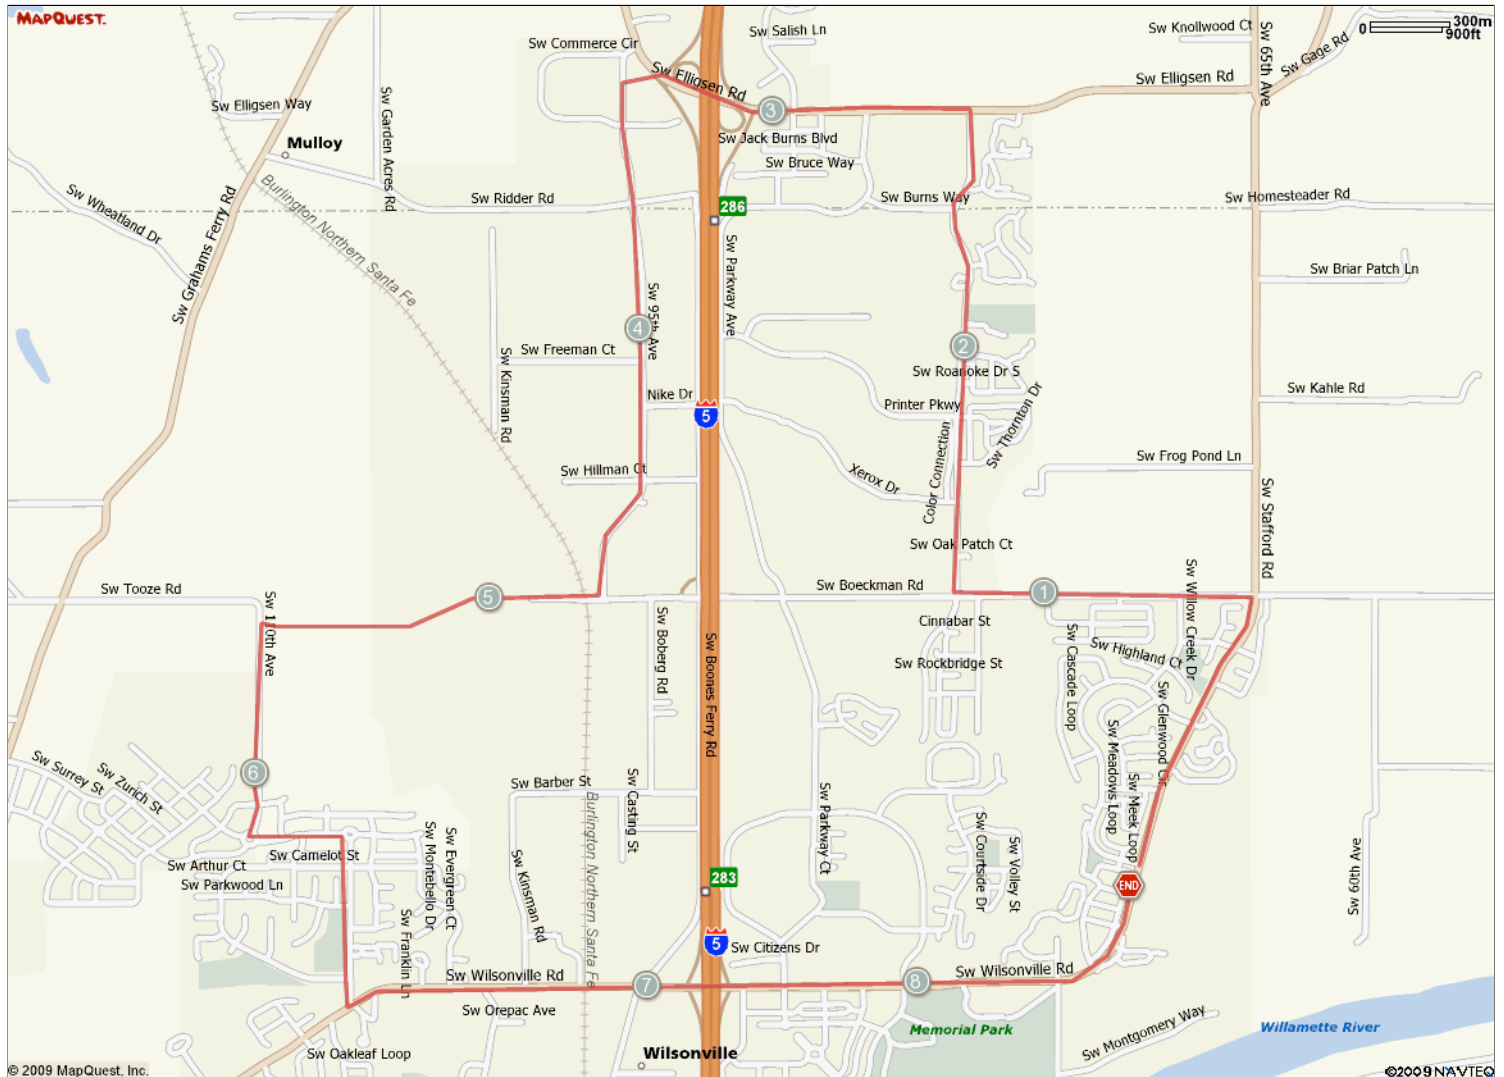 MAPQUEST.
300m
0
900ft
Sw Commerce Cir
Sw Salish Ln
Sw Knollwood Ct
Sw 65th Ave
Sw Gage Rd
Sw Elligsen Rd
Sw Elligsen Rd
Sw Elligsen Way
Sw Garden Acres Rd
3
Mulloy
Sw Jack Burns Blvd
Sw Bruce Way
Sw Wheatland Dr
Sw Grahams Ferry Rd
Burlington Northern Santa Fe
Sw Ridder Rd
286
Sw Burns Way
Sw Homesteader Rd
Sw Parkway Ave
Sw Briar Patch Ln
Sw 95th Ave
4
Sw Freeman Ct
2
Sw Roanoke Dr S
Sw Kinsman Rd
Nike Dr
5
Printer Pkwy
Sw Thornton Dr
Sw Kahle Rd
Color Connection
Sw Hillman Ct
Xerox Dr
Sw Frog Pond Ln
Sw Stafford Rd
Sw Oak Patch Ct
Sw Tooze Rd
Sw 110th Ave
5
Sw Boeckman Rd
1
Sw Willow Creek Dr
Sw Boberg Rd
Sw Boones Ferry Rd
Cinnabar St
Sw Cascade Loop
Sw Highland Ct
Sw Rockbridge St
Sw Glenwood Cir
Sw Meadows Loop
Sw Meek Loop
Sw Surrey St
Sw Zurich St
6
Sw Barber St
Sw Casting St
Burlington Northern Santa Fe
Sw Parkway Ct
Sw Courtside Dr
Sw Volley St
Sw 60th Ave
Sw Arthur Ct
Sw Camelot St
Sw Montebello Dr
Sw Evergreen Ct
Sw Kinsman Rd
Sw Parkwood Ln
283
END
Sw Franklin Ln
5
Sw Citizens Dr
Sw Wilsonville Rd
7
8
Sw Wilsonville Rd
Sw Orepac Ave
Memorial Park
Sw Montgomery Way
Willamette River
Sw Oakleaf Loop
Wilsonville
© 2009 MapQuest, Inc.
©2009 NAVTEQ